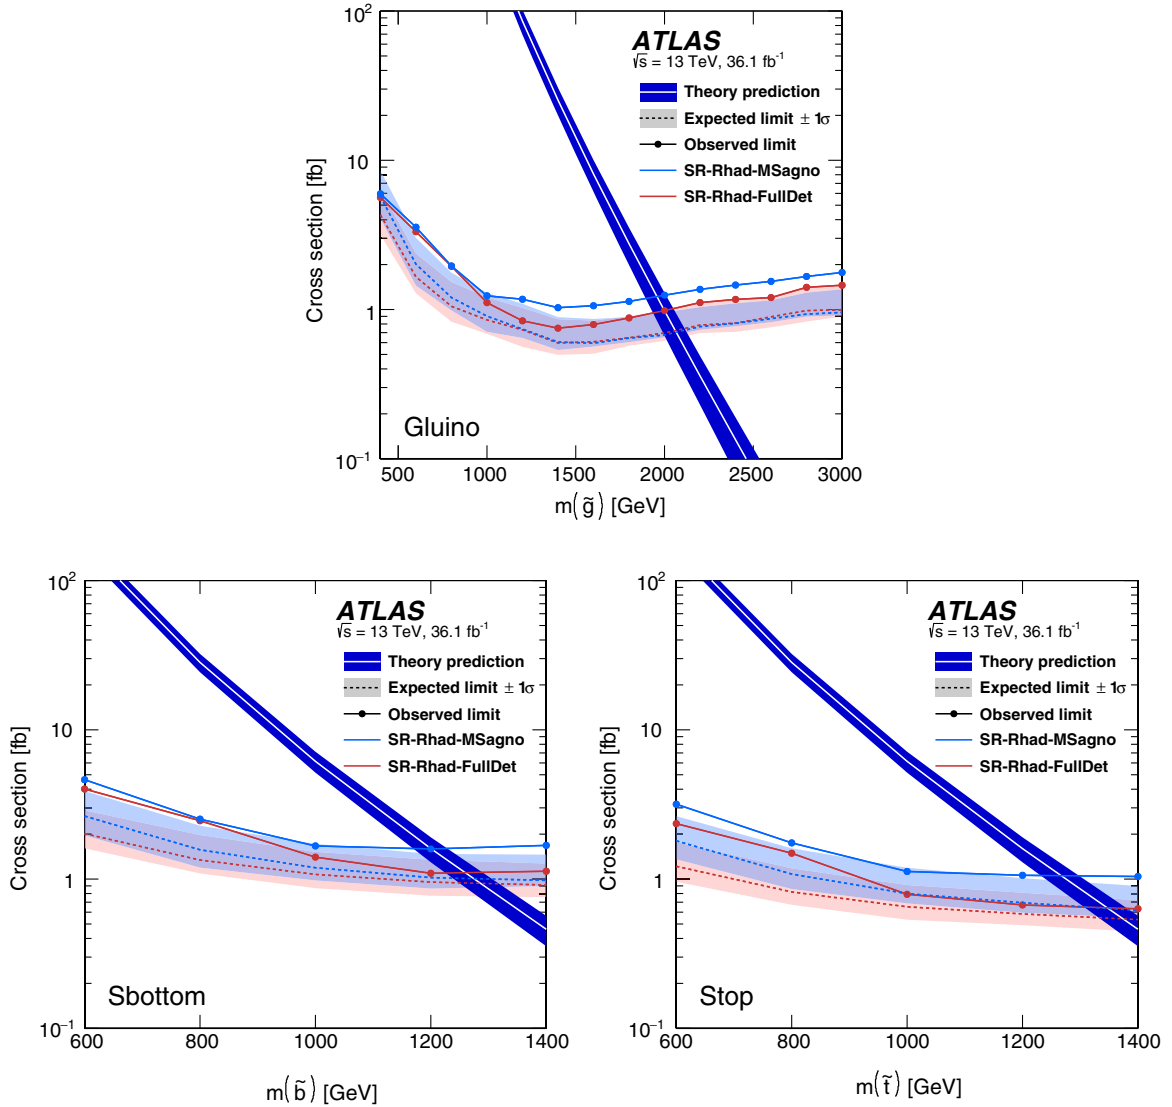 10²
10
1
10⁻¹
Cross section [fb]
ATLAS
√s = 13 TeV, 36.1 fb⁻¹
Theory prediction
Expected limit ± 1σ
Observed limit
SR-Rhad-MSagno
SR-Rhad-FullDet
Gluino
500 1000 1500 2000 2500 3000
m(g̃) [GeV]
10²
10
1
10⁻¹
Cross section [fb]
ATLAS
√s = 13 TeV, 36.1 fb⁻¹
Theory prediction
Expected limit ± 1σ
Observed limit
SR-Rhad-MSagno
SR-Rhad-FullDet
Sbottom
600 800 1000 1200 1400
m(b̃) [GeV]
10²
10
1
10⁻¹
Cross section [fb]
ATLAS
√s = 13 TeV, 36.1 fb⁻¹
Theory prediction
Expected limit ± 1σ
Observed limit
SR-Rhad-MSagno
SR-Rhad-FullDet
Stop
600 800 1000 1200 1400
m(t̃) [GeV]